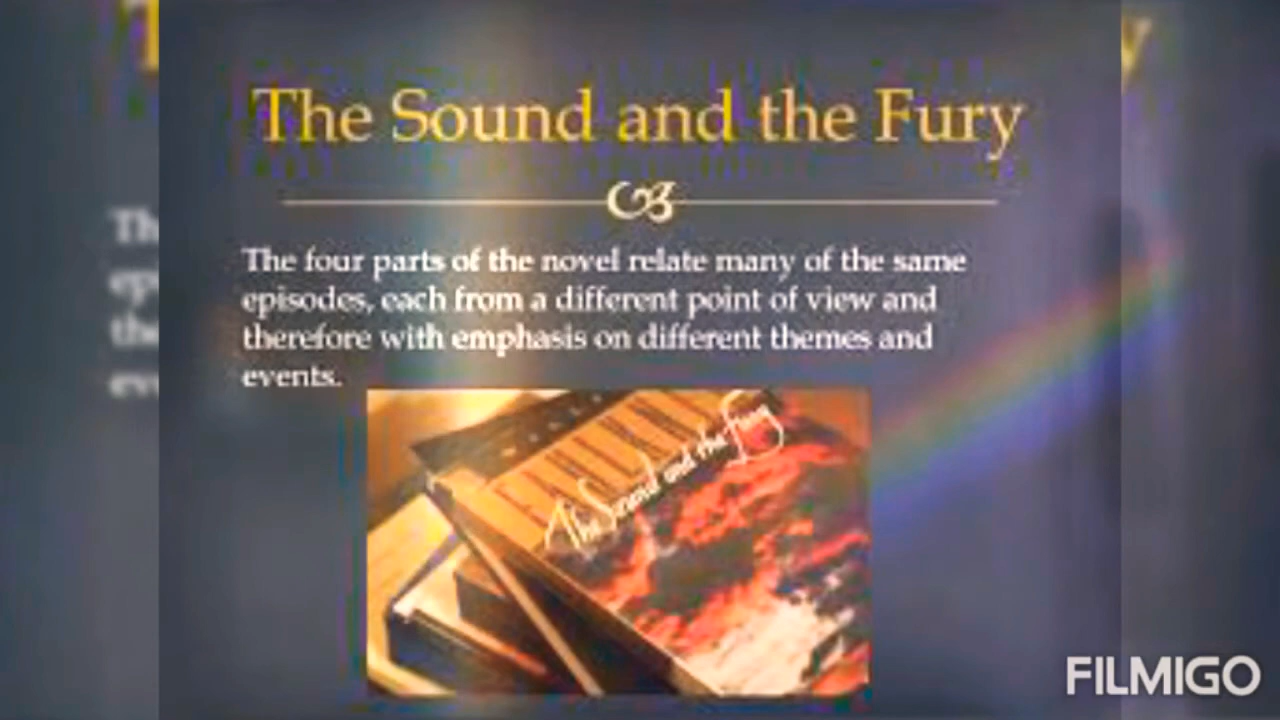 The Sound and the Fury
The four parts of the novel relate many of the same
episodes, each from a different point of view and
therefore with emphasis on different themes and
events.
FAULKNER
The Sound and the Fury
FILMIGO